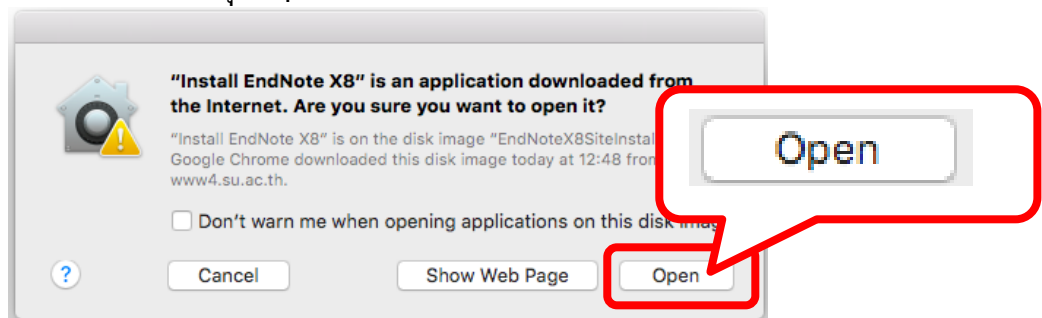 "Install EndNote X8" is an application downloaded from
the Internet. Are you sure you want to open it?
"Install EndNote X8" is on the disk image "EndNoteX8SiteInstal
Google Chrome downloaded this disk image today at 12:48 from
www4.su.ac.th.
Don't warn me when opening applications on this disk image
? Cancel Show Web Page Open
Open